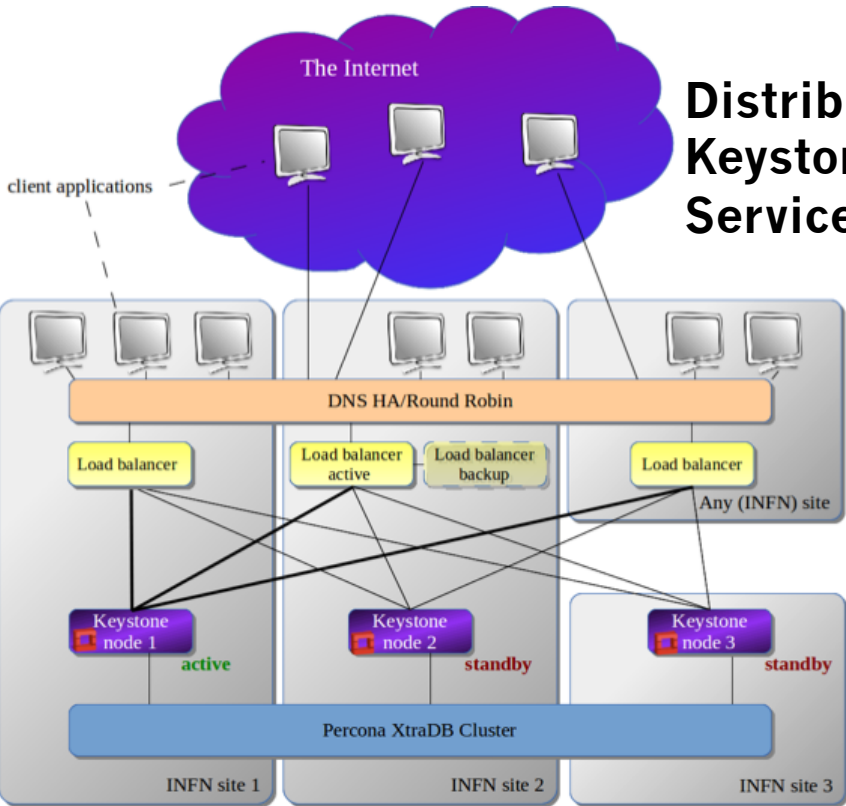 The Internet
Distrib
Keyston
Service
client applications
DNS HA/Round Robin
Load balancer
Load balancer
active
Load balancer
backup
Load balancer
Any (INFN) site
Keystone
node 1
active
Keystone
node 2
standby
Keystone
node 3
standby
Percona XtraDB Cluster
INFN site 1
INFN site 2
INFN site 3